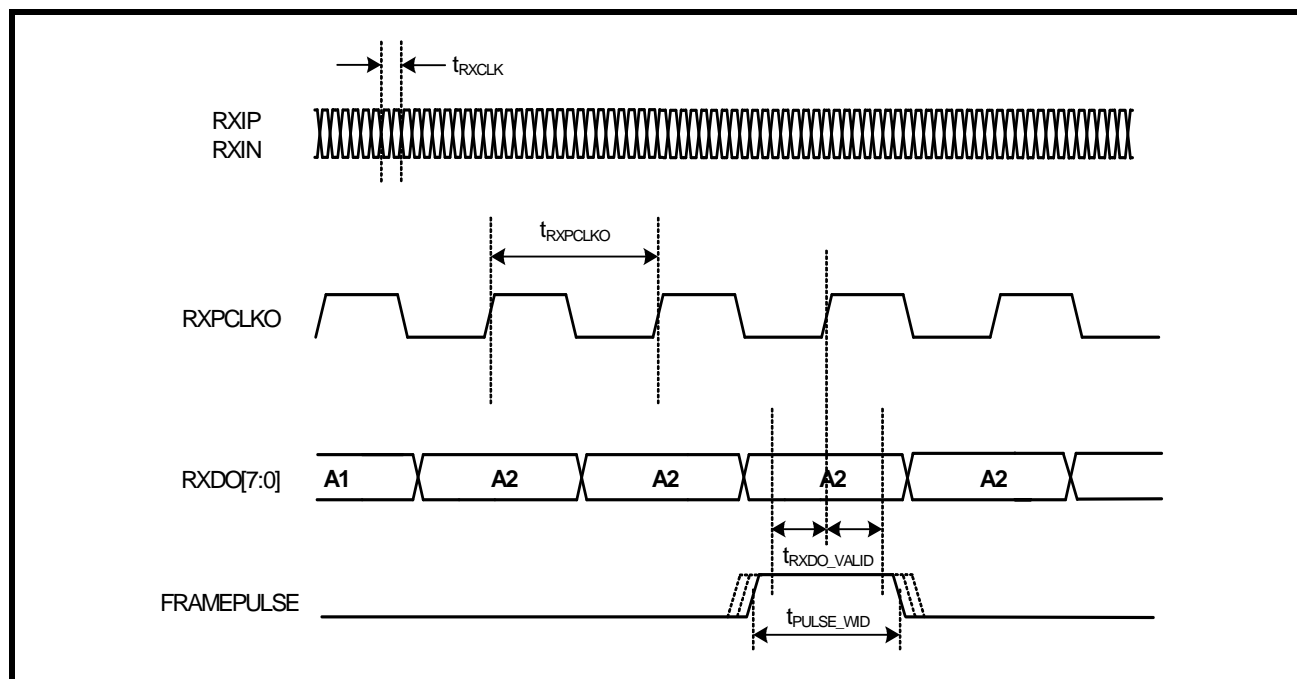 tRXCLK
RXIP
RXIN
tRXPCLKO
RXPCLKO
RXDO[7:0] A1 A2 A2 A2 A2
tRXDO_VALID
FRAMEPULSE
tPULSE_WID